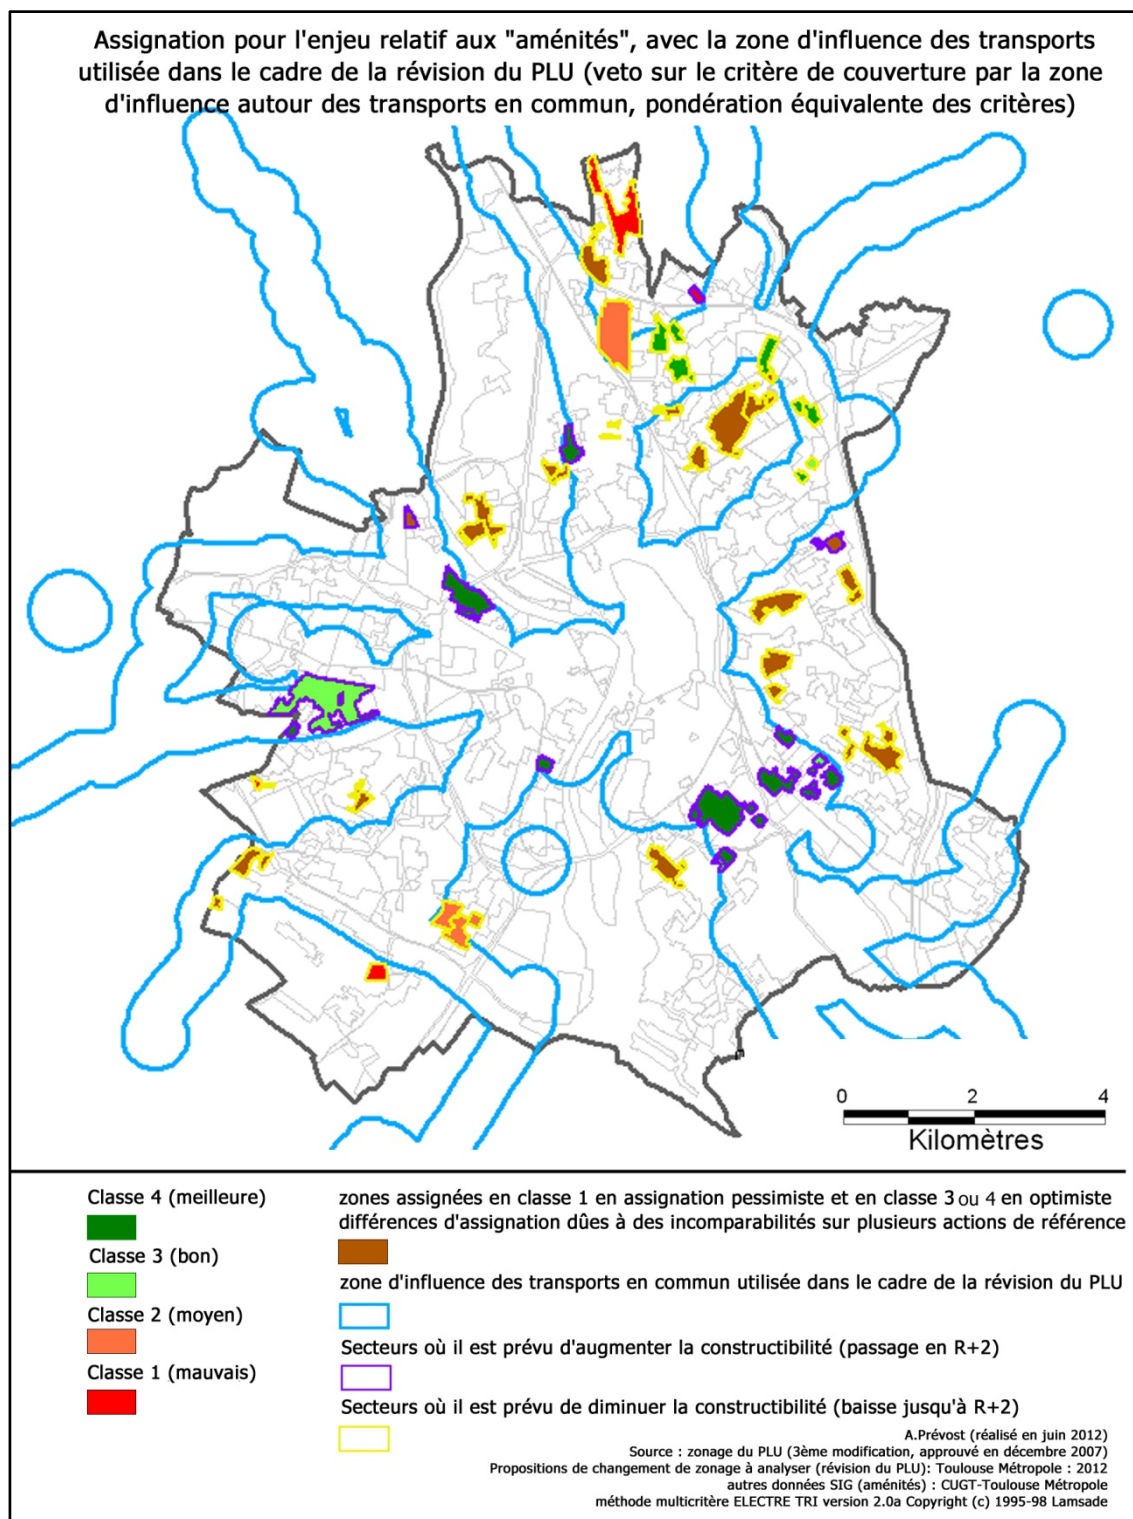 Assignation pour l'enjeu relatif aux "aménités", avec la zone d'influence des transports
utilisée dans le cadre de la révision du PLU (veto sur le critère de couverture par la zone
d'influence autour des transports en commun, pondération équivalente des critères)
0 2 4
Kilomètres
Classe 4 (meilleure)
Classe 3 (bon)
Classe 2 (moyen)
Classe 1 (mauvais)
zones assignées en classe 1 en assignation pessimiste et en classe 3 ou 4 en optimiste
différences d'assignation dûes à des incomparabilités sur plusieurs actions de référence
zone d'influence des transports en commun utilisée dans le cadre de la révision du PLU
Secteurs où il est prévu d'augmenter la constructibilité (passage en R+2)
Secteurs où il est prévu de diminuer la constructibilité (baisse jusqu'à R+2)
A.Prévost (réalisé en juin 2012)
Source : zonage du PLU (3ème modification, approuvé en décembre 2007)
Propositions de changement de zonage à analyser (révision du PLU): Toulouse Métropole : 2012
autres données SIG (aménités) : CUGT-Toulouse Métropole
méthode multicritère ELECTRE TRI version 2.0a Copyright (c) 1995-98 Lamsade